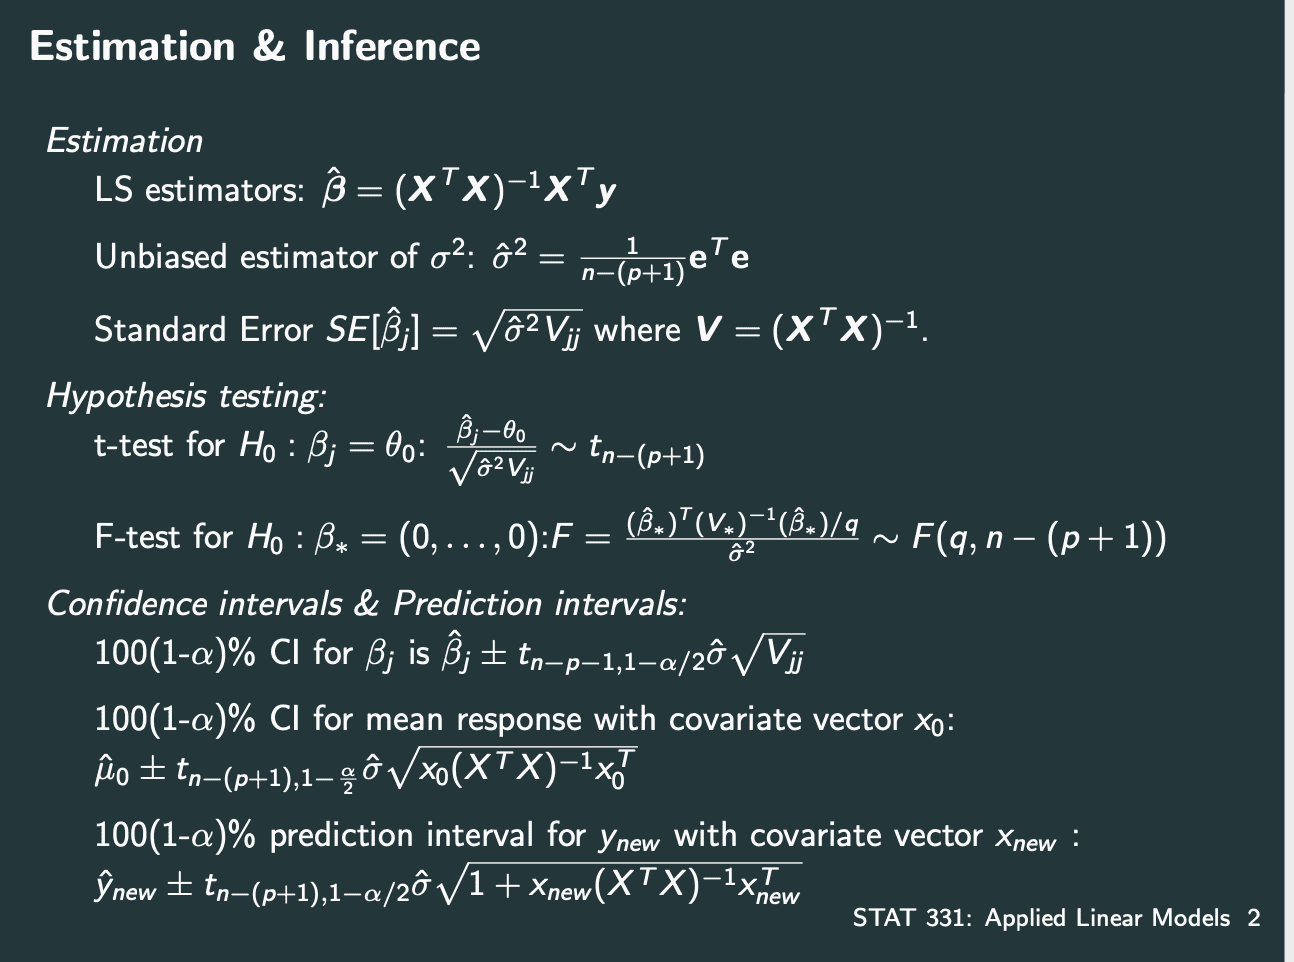 Estimation & Inference
Estimation
LS estimators: $\hat{\boldsymbol{\beta}} = (\boldsymbol{X}^T\boldsymbol{X})^{-1}\boldsymbol{X}^T\boldsymbol{y}$
Unbiased estimator of $\sigma^2$: $\hat{\sigma}^2 = \frac{1}{n-(p+1)}\mathbf{e}^T\mathbf{e}$
Standard Error $SE[\hat{\beta}_j] = \sqrt{\hat{\sigma}^2 V_{jj}}$ where $\boldsymbol{V} = (\boldsymbol{X}^T\boldsymbol{X})^{-1}$.
Hypothesis testing:
t-test for $H_0 : \beta_j = \theta_0$: $\frac{\hat{\beta}_j - \theta_0}{\sqrt{\hat{\sigma}^2 V_{jj}}} \sim t_{n-(p+1)}$
F-test for $H_0 : \beta_* = (0, \ldots, 0)$:$F = \frac{(\hat{\beta}_*)^T(V_*)^{-1}(\hat{\beta}_*)/q}{\hat{\sigma}^2} \sim F(q, n-(p+1))$
Confidence intervals & Prediction intervals:
100(1-$\alpha$)% CI for $\beta_j$ is $\hat{\beta}_j \pm t_{n-p-1,1-\alpha/2}\hat{\sigma}\sqrt{V_{jj}}$
100(1-$\alpha$)% CI for mean response with covariate vector $x_0$:
$\hat{\mu}_0 \pm t_{n-(p+1),1-\frac{\alpha}{2}}\hat{\sigma}\sqrt{x_0(X^TX)^{-1}x_0^T}$
100(1-$\alpha$)% prediction interval for $y_{new}$ with covariate vector $x_{new}$ :
$\hat{y}_{new} \pm t_{n-(p+1),1-\alpha/2}\hat{\sigma}\sqrt{1 + x_{new}(X^TX)^{-1}x_{new}^T}$
STAT 331: Applied Linear Models 2